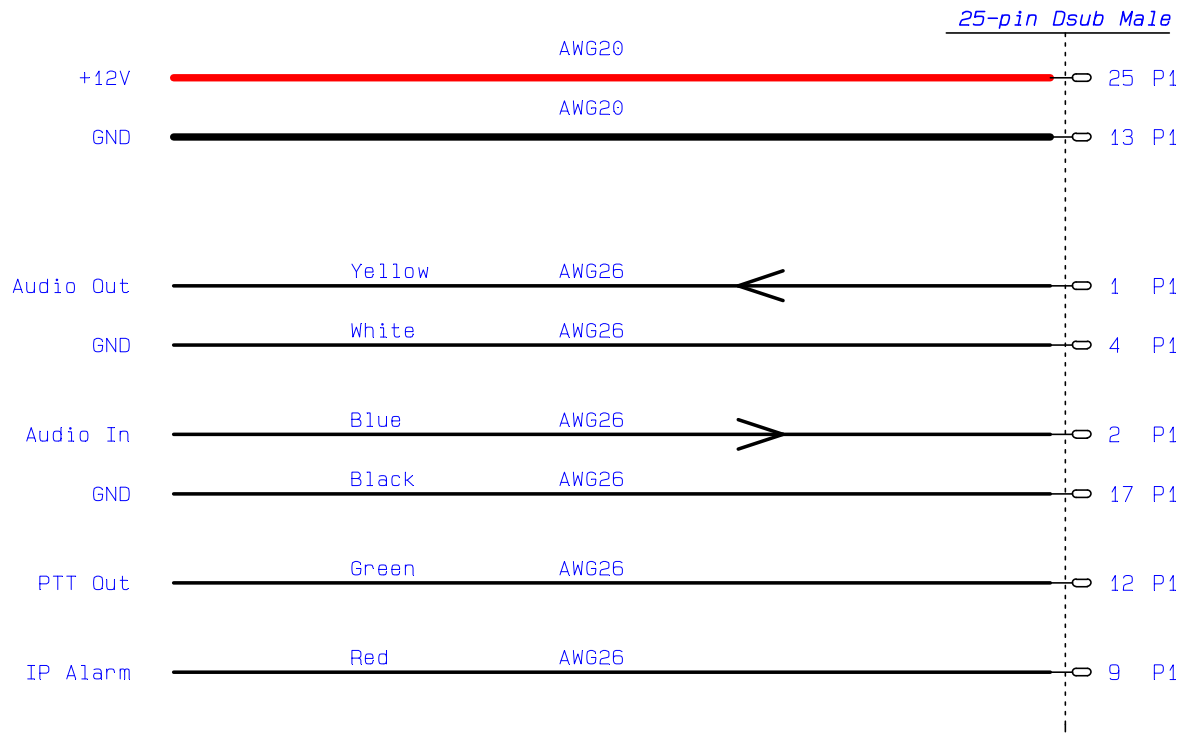 25-pin Dsub Male
AWG20
+12V 25 P1
AWG20
GND 13 P1
Yellow AWG26
Audio Out 1 P1
White AWG26
GND 4 P1
Blue AWG26
Audio In 2 P1
Black AWG26
GND 17 P1
Green AWG26
PTT Out 12 P1
Red AWG26
IP Alarm 9 P1